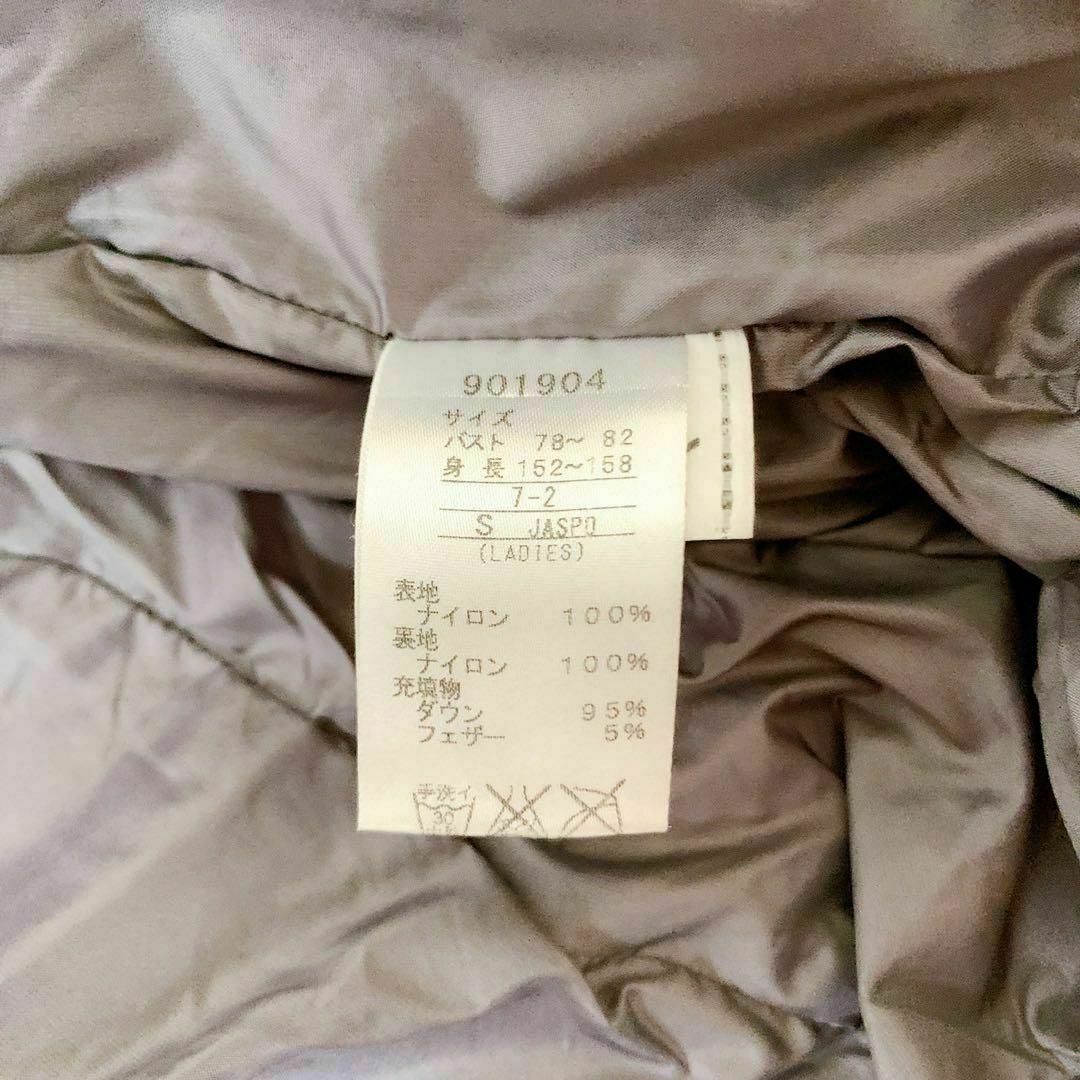 901904
サイズ
バスト 78～ 82
身 長 152～158
7-2
S JASPO
(LADIES)
表地
ナイロン 100%
裏地
ナイロン 100%
充填物
ダウン 95%
フェザー 5%
手洗イ
30